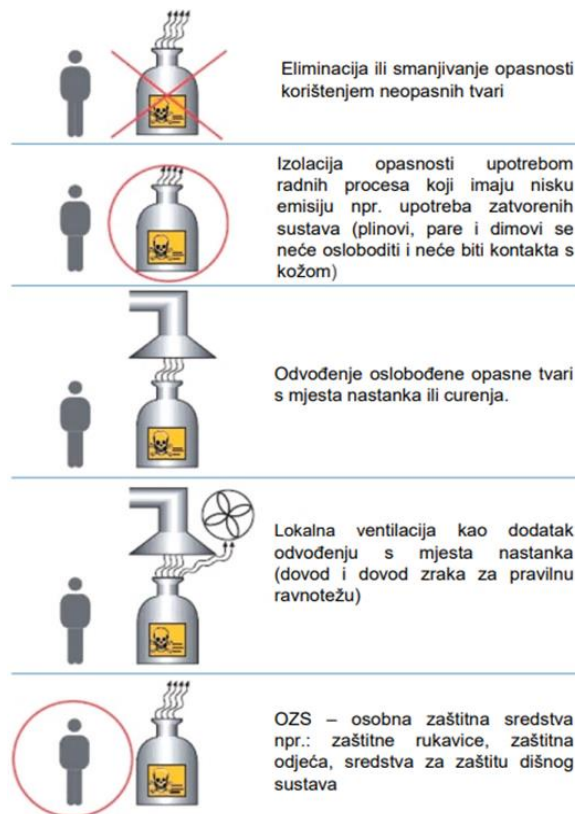 Eliminacija ili smanjivanje opasnosti
korištenjem neopasnih tvari
Izolacija opasnosti upotrebom
radnih procesa koji imaju nisku
emisiju npr. upotreba zatvorenih
sustava (plinovi, pare i dimovi se
neće osloboditi i neće biti kontakta s
kožom)
Odvođenje oslobođene opasne tvari
s mjesta nastanka ili curenja.
Lokalna ventilacija kao dodatak
odvođenju s mjesta nastanka
(dovod i dovod zraka za pravilnu
ravnotežu)
OZS – osobna zaštitna sredstva
npr.: zaštitne rukavice, zaštitna
odjeća, sredstva za zaštitu dišnog
sustava